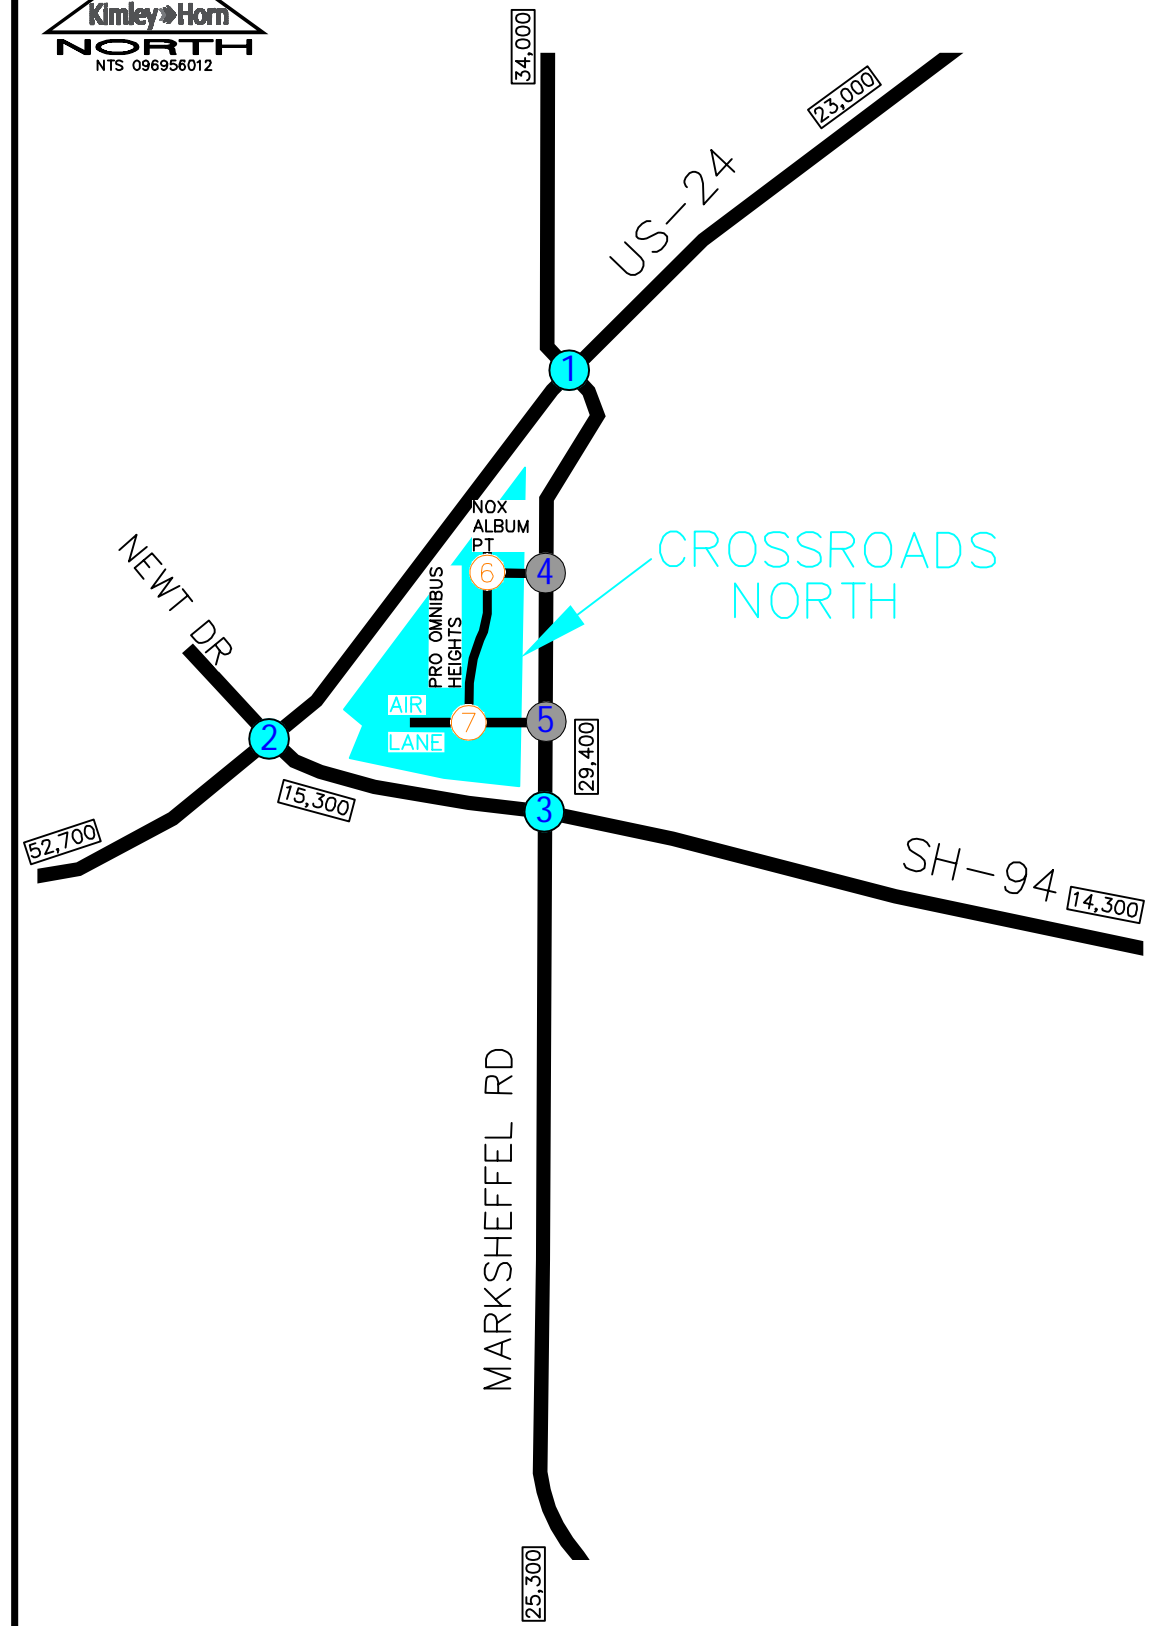 Kimley»Horn
NORTH
NTS 096956012
34,000
23,000
US-24
1
NOX
ALBUM
PT
CROSSROADS
NORTH
NEWT DR
6
4
PRO OMNIBUS
HEIGHTS
AIR
LANE
7
5
2
29,400
15,300
3
52,700
SH-94
14,300
MARKSHEFFEL RD
25,300